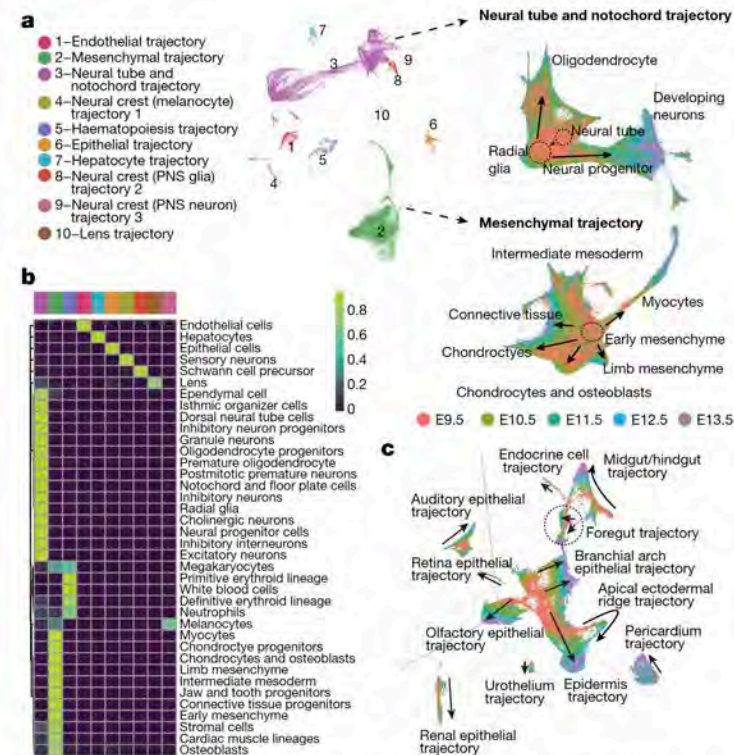 a
1–Endothelial trajectory
2–Mesenchymal trajectory
3–Neural tube and
notochord trajectory
4–Neural crest (melanocyte)
trajectory 1
5–Haematopoiesis trajectory
6–Epithelial trajectory
7–Hepatocyte trajectory
8–Neural crest (PNS glia)
trajectory 2
9–Neural crest (PNS neuron)
trajectory 3
10–Lens trajectory
7
3
9
8
10
1
5
6
4
2
Neural tube and notochord trajectory
Oligodendrocyte
Developing
neurons
Neural tube
Radial
glia
Neural progenitor
Mesenchymal trajectory
Intermediate mesoderm
Connective tissue
Myocytes
Early mesenchyme
Chondroctyes
Limb mesenchyme
Chondrocytes and osteoblasts
E9.5 E10.5 E11.5 E12.5 E13.5
b
0.8
0.6
0.4
0.2
0
Endothelial cells
Hepatocytes
Epithelial cells
Sensory neurons
Schwann cell precursor
Lens
Ependymal cell
Isthmic organizer cells
Dorsal neural tube cells
Inhibitory neuron progenitors
Granule neurons
Oligodendrocyte progenitors
Premature oligodendrocyte
Postmitotic premature neurons
Notochord and floor plate cells
Inhibitory neurons
Radial glia
Cholinergic neurons
Neural progenitor cells
Inhibitory interneurons
Excitatory neurons
Megakaryocytes
Primitive erythroid lineage
White blood cells
Definitive erythroid lineage
Neutrophils
Melanocytes
Myocytes
Chondroctye progenitors
Chondrocytes and osteoblasts
Limb mesenchyme
Intermediate mesoderm
Jaw and tooth progenitors
Connective tissue progenitors
Early mesenchyme
Stromal cells
Cardiac muscle lineages
Osteoblasts
c
Endocrine cell
trajectory
Midgut/hindgut
trajectory
Auditory epithelial
trajectory
Foregut trajectory
Retina epithelial
trajectory
Branchial arch
epithelial trajectory
Apical ectodermal
ridge trajectory
Olfactory epithelial
trajectory
Pericardium
trajectory
Urothelium
trajectory
Epidermis
trajectory
Renal epithelial
trajectory